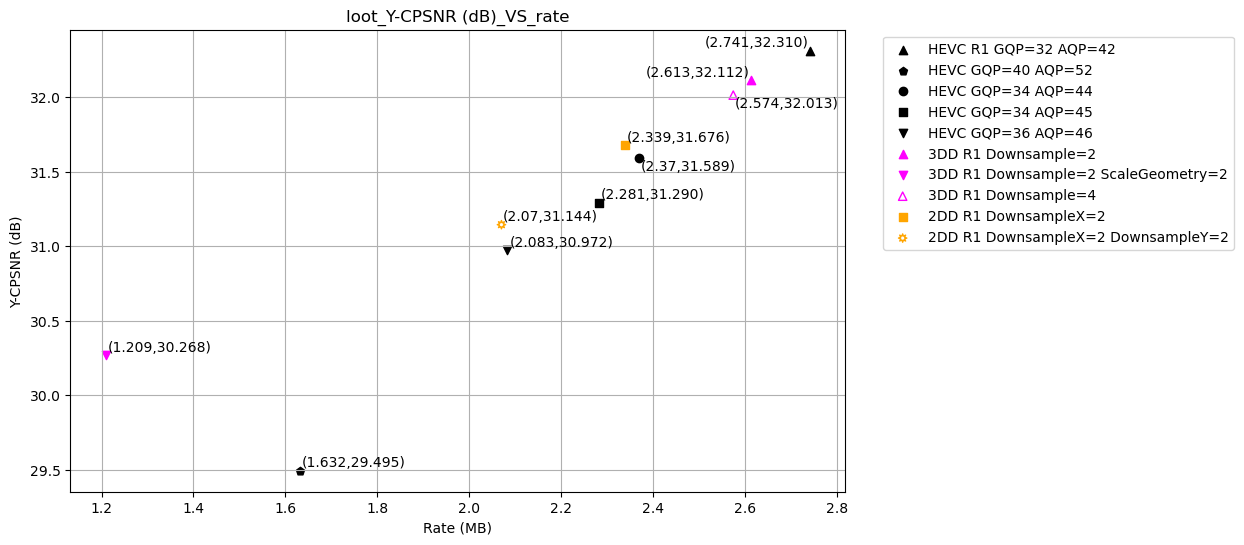 loot_Y-CPSNR (dB)_VS_rate
(2.741,32.310)
(2.613,32.112)
(2.574,32.013)
(2.339,31.676)
(2.37,31.589)
(2.281,31.290)
(2.07,31.144)
(2.083,30.972)
(1.209,30.268)
(1.632,29.495)
32.0
31.5
31.0
30.5
30.0
29.5
Y-CPSNR (dB)
1.2 1.4 1.6 1.8 2.0 2.2 2.4 2.6 2.8
Rate (MB)
HEVC R1 GQP=32 AQP=42
HEVC GQP=40 AQP=52
HEVC GQP=34 AQP=44
HEVC GQP=34 AQP=45
HEVC GQP=36 AQP=46
3DD R1 Downsample=2
3DD R1 Downsample=2 ScaleGeometry=2
3DD R1 Downsample=4
2DD R1 DownsampleX=2
2DD R1 DownsampleX=2 DownsampleY=2